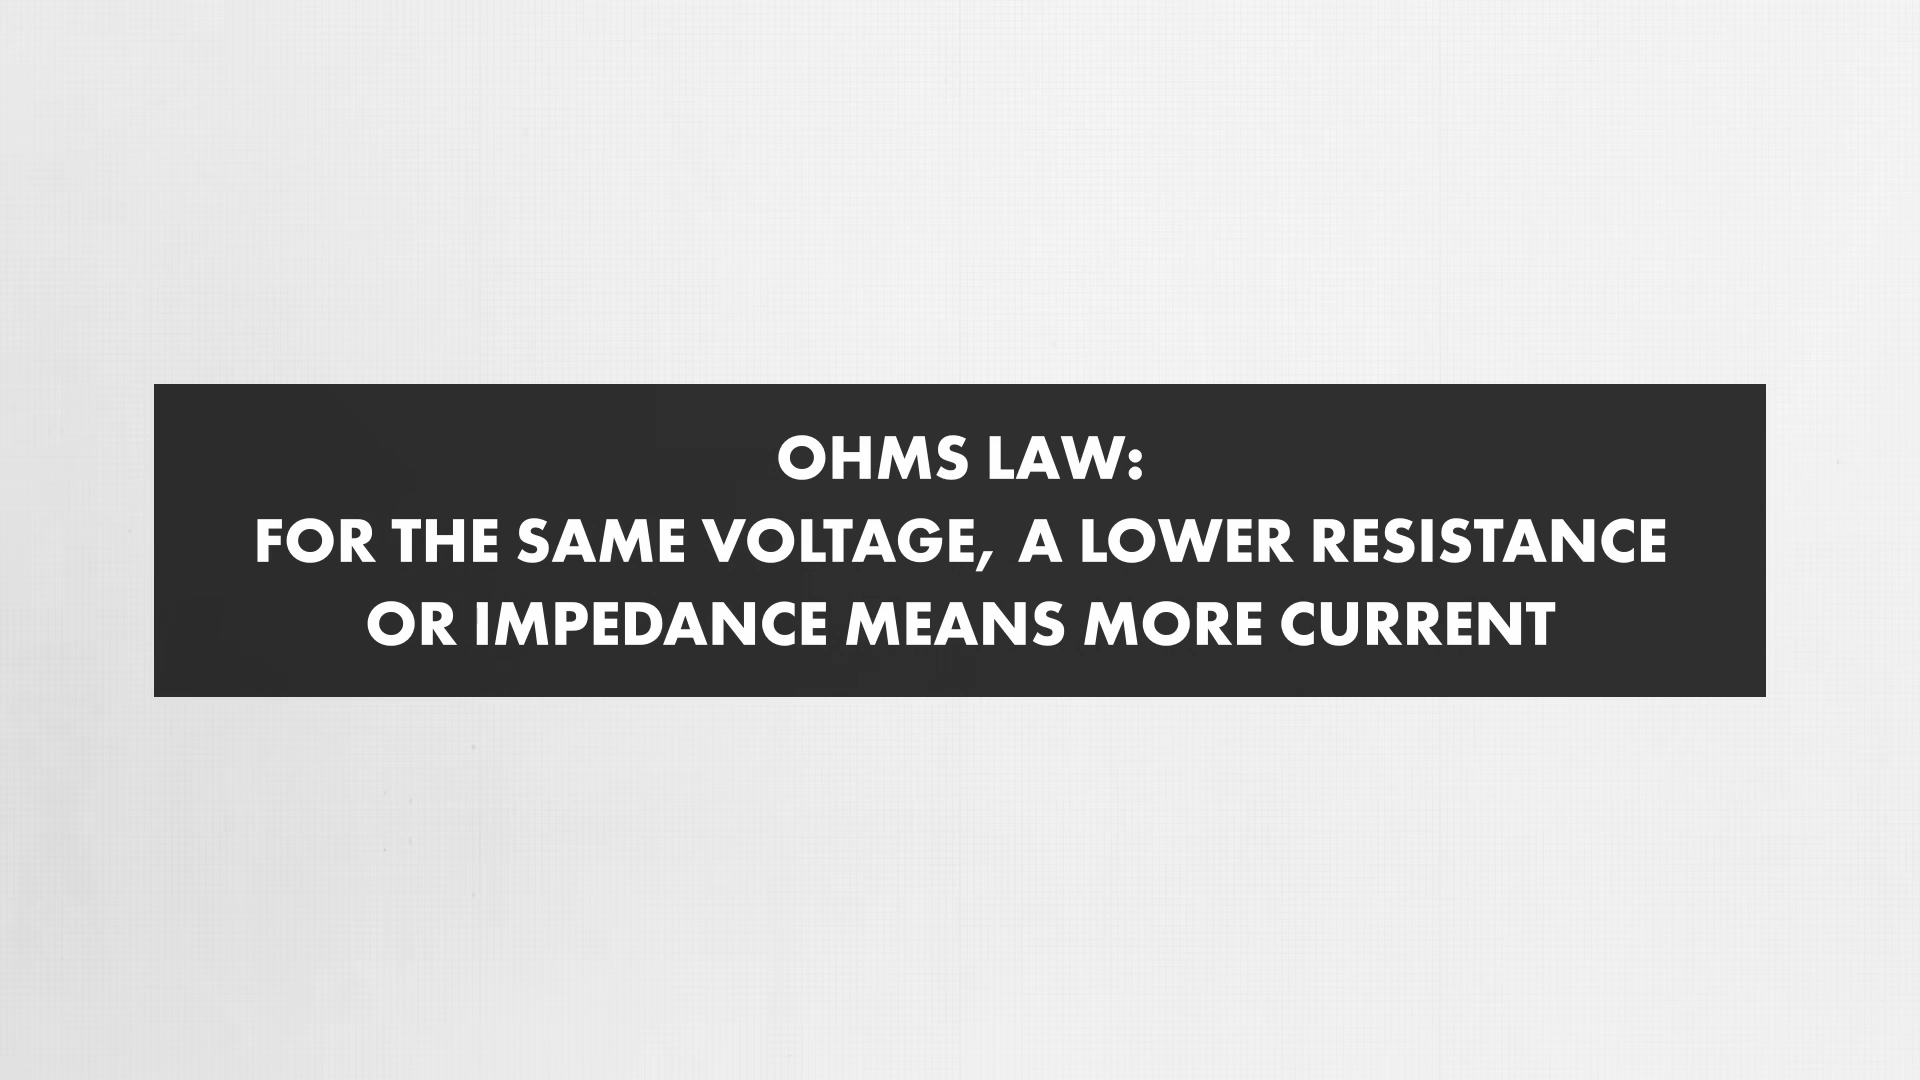 OHMS LAW:
FOR THE SAME VOLTAGE, A LOWER RESISTANCE
OR IMPEDANCE MEANS MORE CURRENT